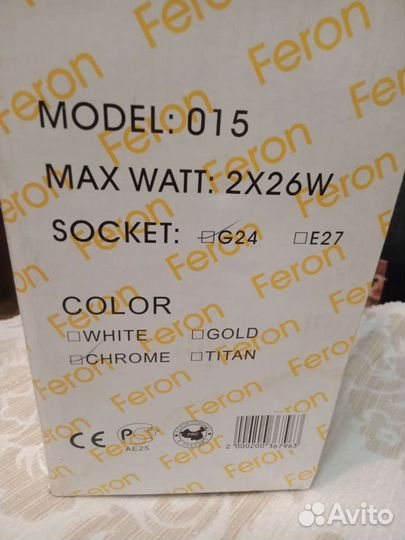 Feron
Feron
MODEL: 015
Feron
MAX WATT: 2X26W
Feron
SOCKET: ☑G24 ☐E27
Feron
COLOR
☐WHITE ☐GOLD
☑CHROME ☐TITAN
Feron
CE PC
AE25
2 000200 367963
Feron
Feron
Avito